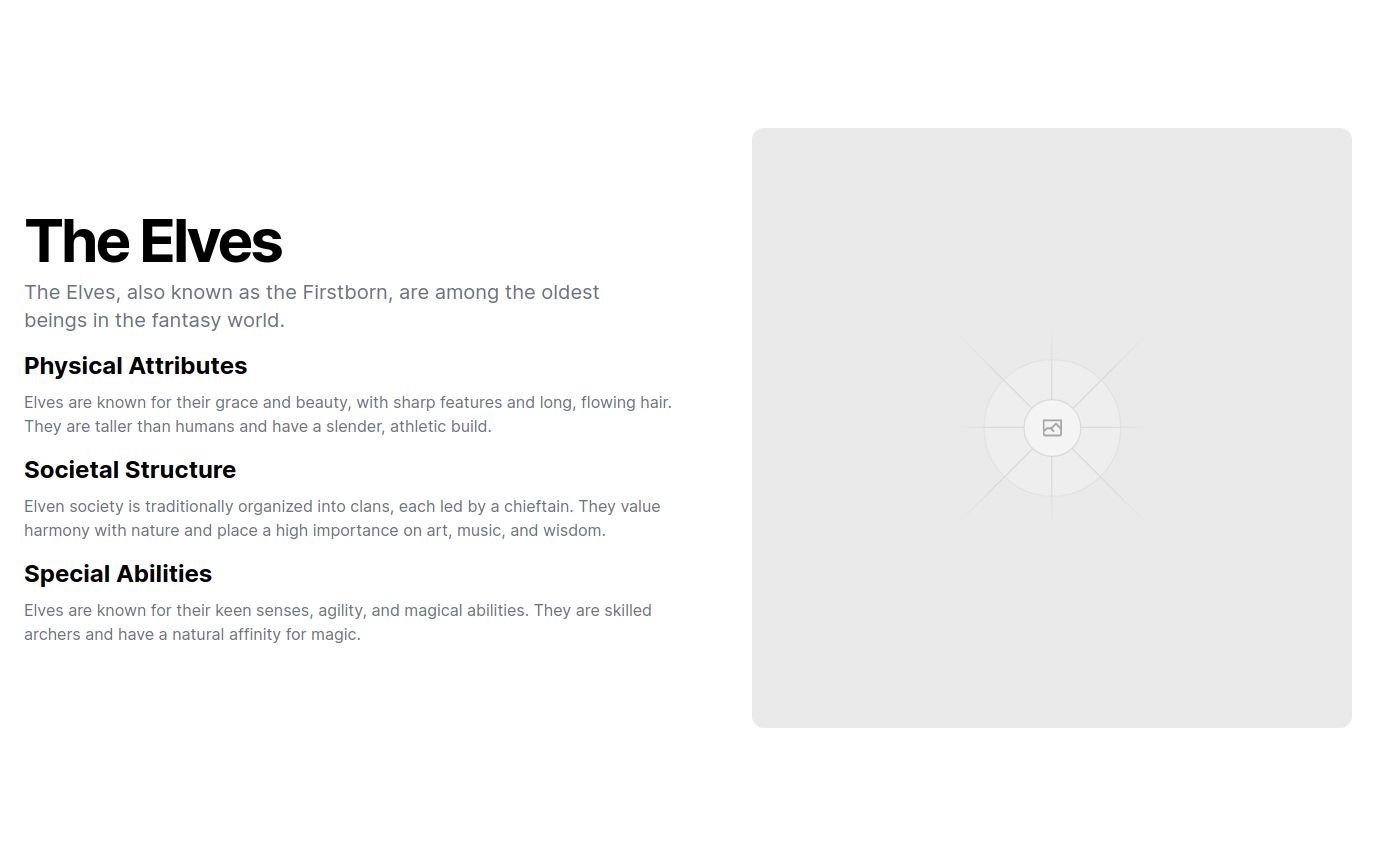 The Elves
The Elves, also known as the Firstborn, are among the oldest
beings in the fantasy world.
Physical Attributes
Elves are known for their grace and beauty, with sharp features and long, flowing hair.
They are taller than humans and have a slender, athletic build.
Societal Structure
Elven society is traditionally organized into clans, each led by a chieftain. They value
harmony with nature and place a high importance on art, music, and wisdom.
Special Abilities
Elves are known for their keen senses, agility, and magical abilities. They are skilled
archers and have a natural affinity for magic.